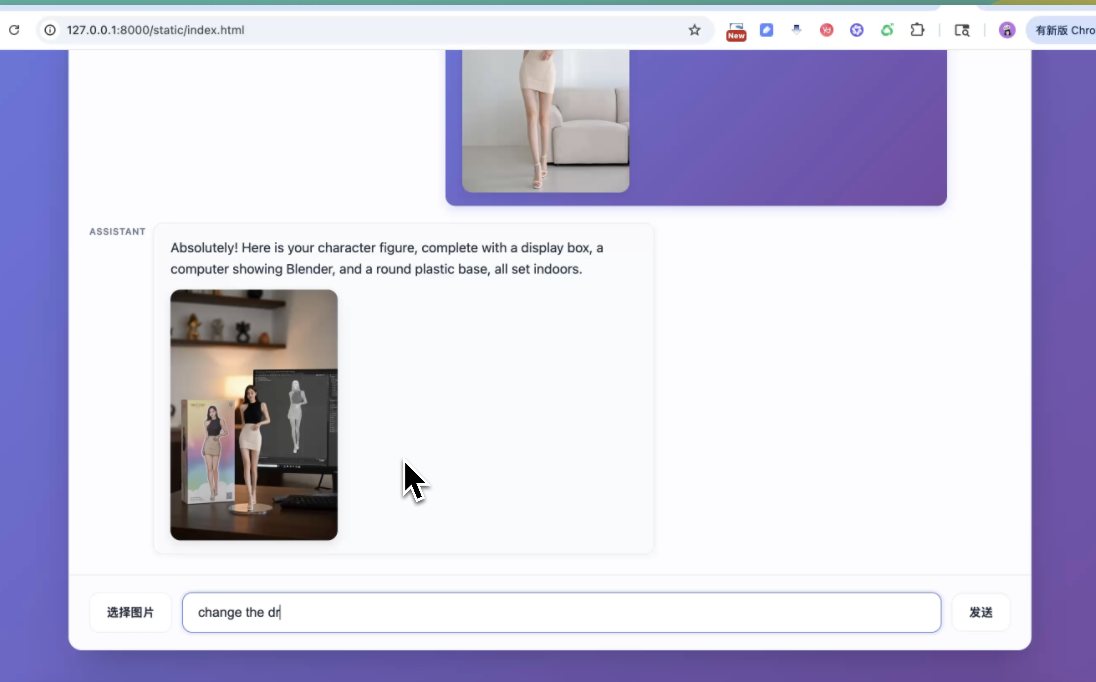 127.0.0.1:8000/static/index.html
New
有新版 Chro
ASSISTANT
Absolutely! Here is your character figure, complete with a display box, a
computer showing Blender, and a round plastic base, all set indoors.
选择图片
change the dr
发送